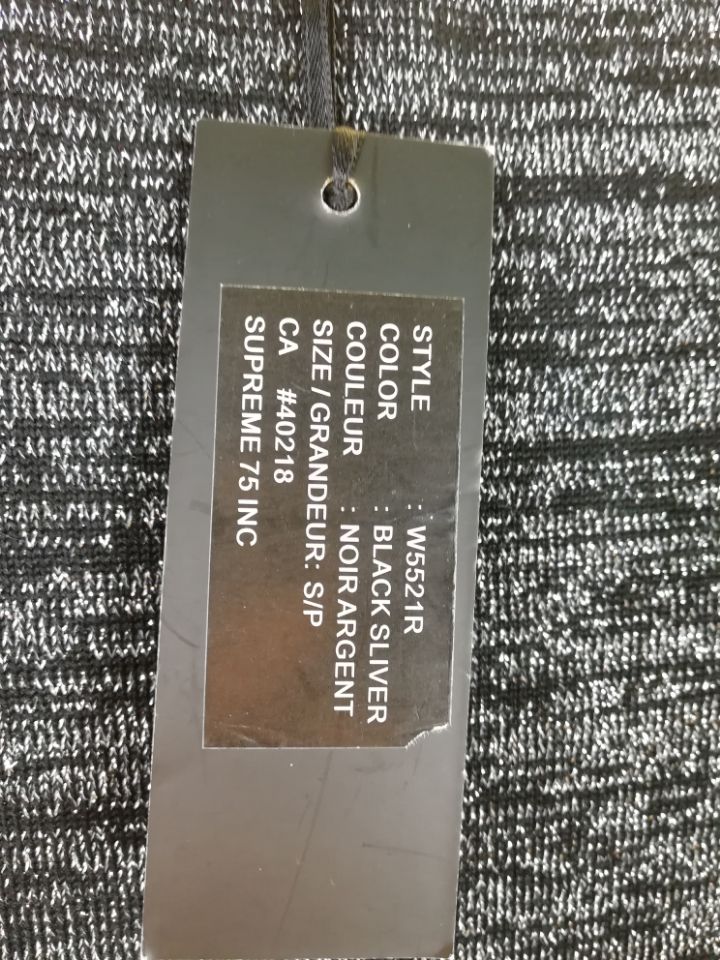 STYLE : W5521R
COLOR : BLACK SLIVER
COULEUR : NOIR ARGENT
SIZE / GRANDEUR: S/P
CA #40218
SUPREME 75 INC